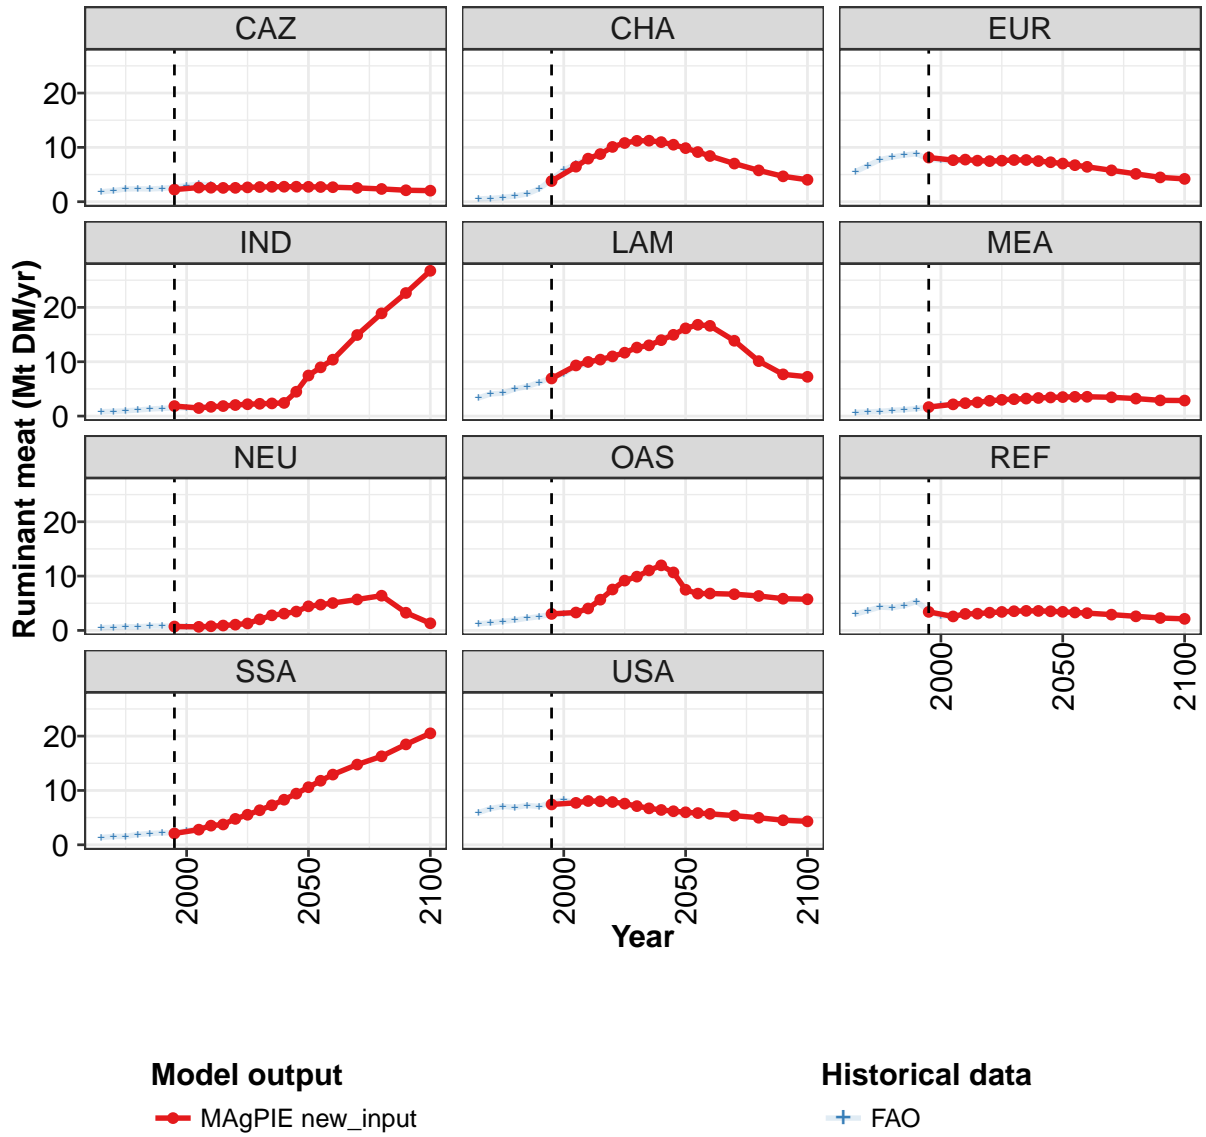 CAZ CHA EUR
20
10
0
IND LAM MEA
20
10
0
NEU OAS REF
20
10
0
2000 2050 2100
SSA USA
20
10
0
2000 2050 2100 2000 2050 2100
Ruminant meat (Mt DM/yr)
Year
Model output Historical data
MAgPIE new_input FAO